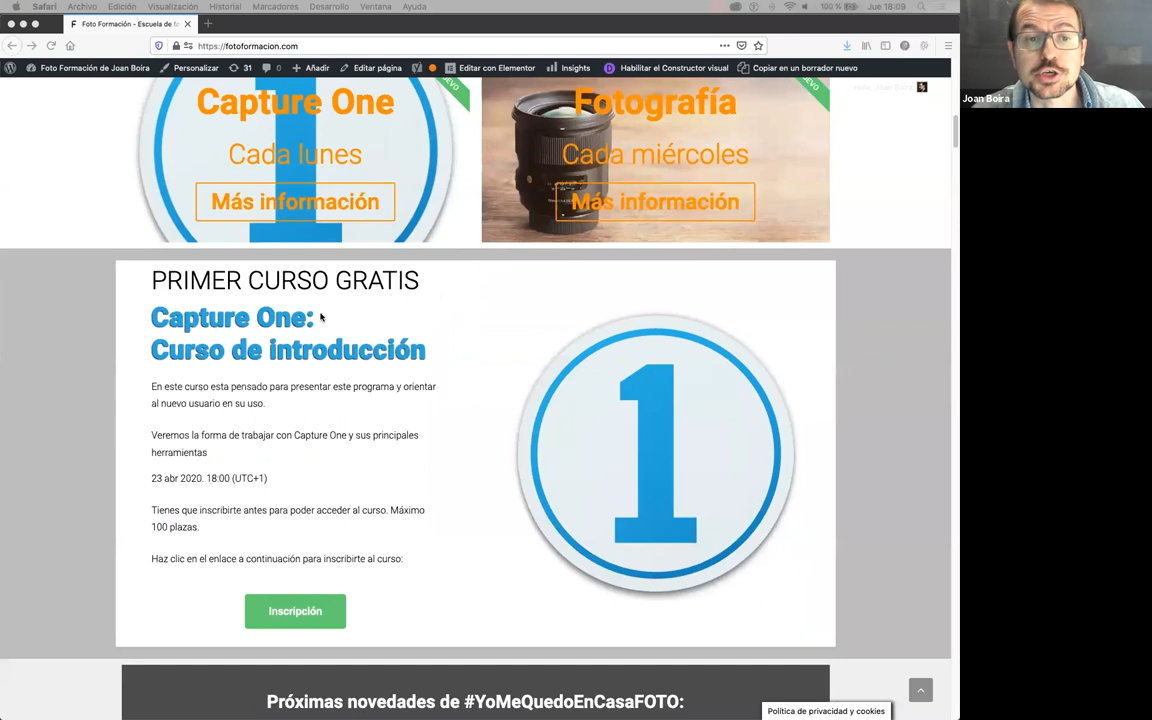 Safari Archivo Edición Visualización Historial Marcadores Desarrollo Ventana Ayuda 100 % Jue 18:09
F Foto Formación - Escuela de fo
https://fotoformacion.com
Foto Formación de Joan Boira Personalizar 31 0 Añadir Editar página Editar con Elementor Insights Habilitar el Constructor visual Copiar en un borrador nuevo
Hola, Joan Boira
Capture One
Cada lunes
Más información
Fotografía
Cada miércoles
Más información
Joan Boira
PRIMER CURSO GRATIS
Capture One:
Curso de introducción
En este curso esta pensado para presentar este programa y orientar
al nuevo usuario en su uso.
Veremos la forma de trabajar con Capture One y sus principales
herramientas
23 abr 2020. 18:00 (UTC+1)
Tienes que inscribirte antes para poder acceder al curso. Máximo
100 plazas.
Haz clic en el enlace a continuación para inscribirte al curso:
Inscripción
1
Próximas novedades de #YoMeQuedoEnCasaFOTO:
Política de privacidad y cookies